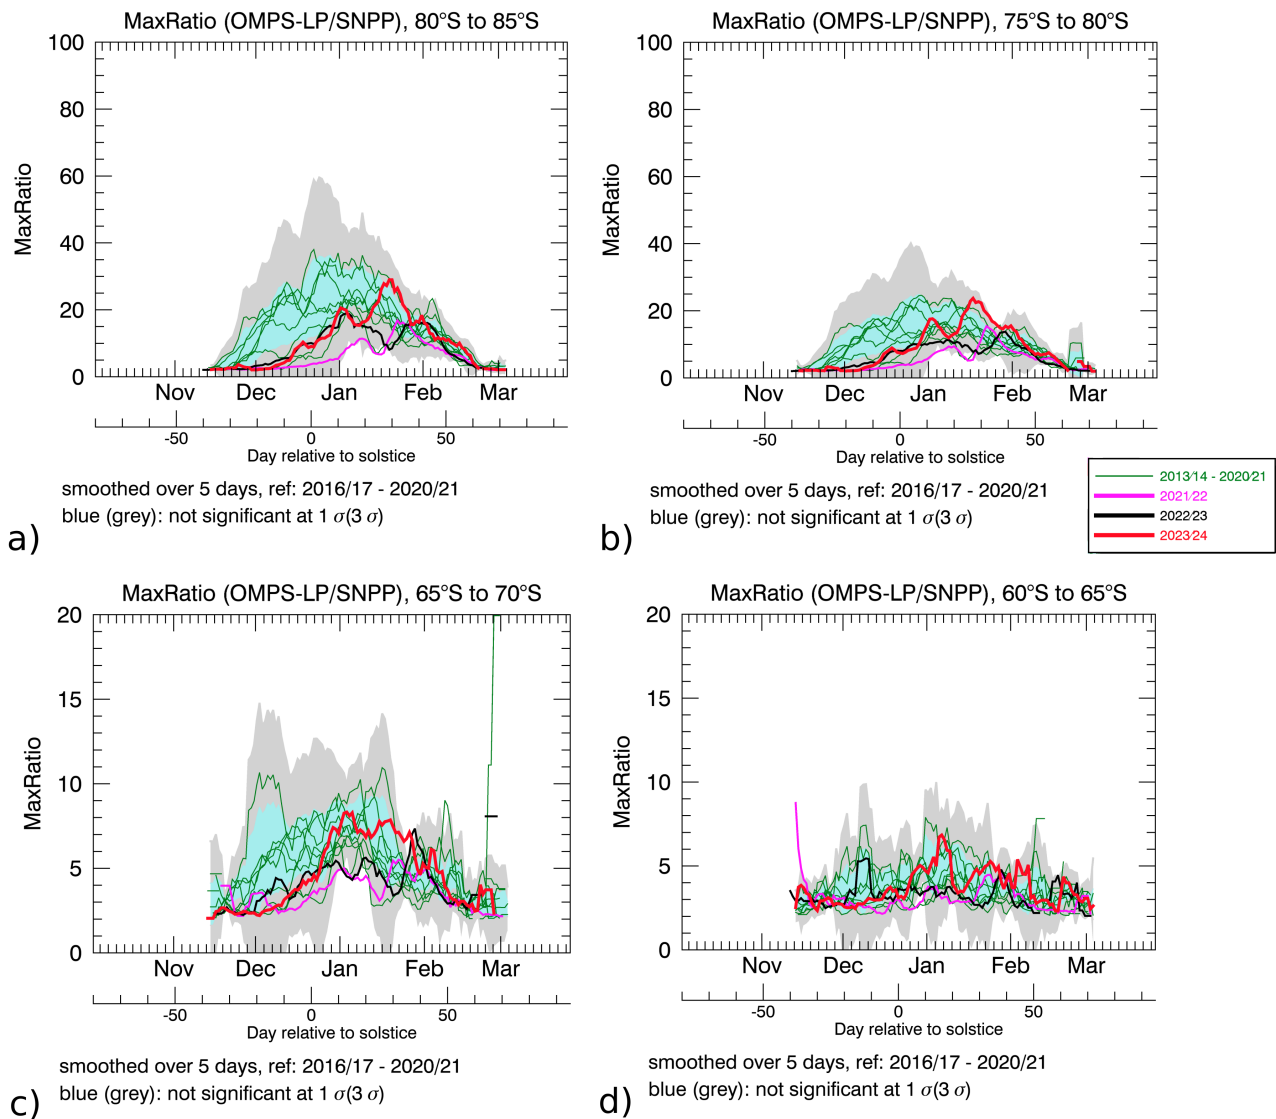 MaxRatio (OMPS-LP/SNPP), 80°S to 85°S
100
80
60
40
20
0
MaxRatio
Nov Dec Jan Feb Mar
-50 0 50
Day relative to solstice
smoothed over 5 days, ref: 2016/17 - 2020/21
blue (grey): not significant at 1 σ(3 σ)
a)
MaxRatio (OMPS-LP/SNPP), 75°S to 80°S
100
80
60
40
20
0
MaxRatio
Nov Dec Jan Feb Mar
-50 0 50
Day relative to solstice
smoothed over 5 days, ref: 2016/17 - 2020/21
blue (grey): not significant at 1 σ(3 σ)
b)
2013/14 - 2020/21
2021/22
2022/23
2023/24
MaxRatio (OMPS-LP/SNPP), 65°S to 70°S
20
15
10
5
0
MaxRatio
Nov Dec Jan Feb Mar
-50 0 50
Day relative to solstice
smoothed over 5 days, ref: 2016/17 - 2020/21
blue (grey): not significant at 1 σ(3 σ)
c)
MaxRatio (OMPS-LP/SNPP), 60°S to 65°S
20
15
10
5
0
MaxRatio
Nov Dec Jan Feb Mar
-50 0 50
Day relative to solstice
smoothed over 5 days, ref: 2016/17 - 2020/21
blue (grey): not significant at 1 σ(3 σ)
d)